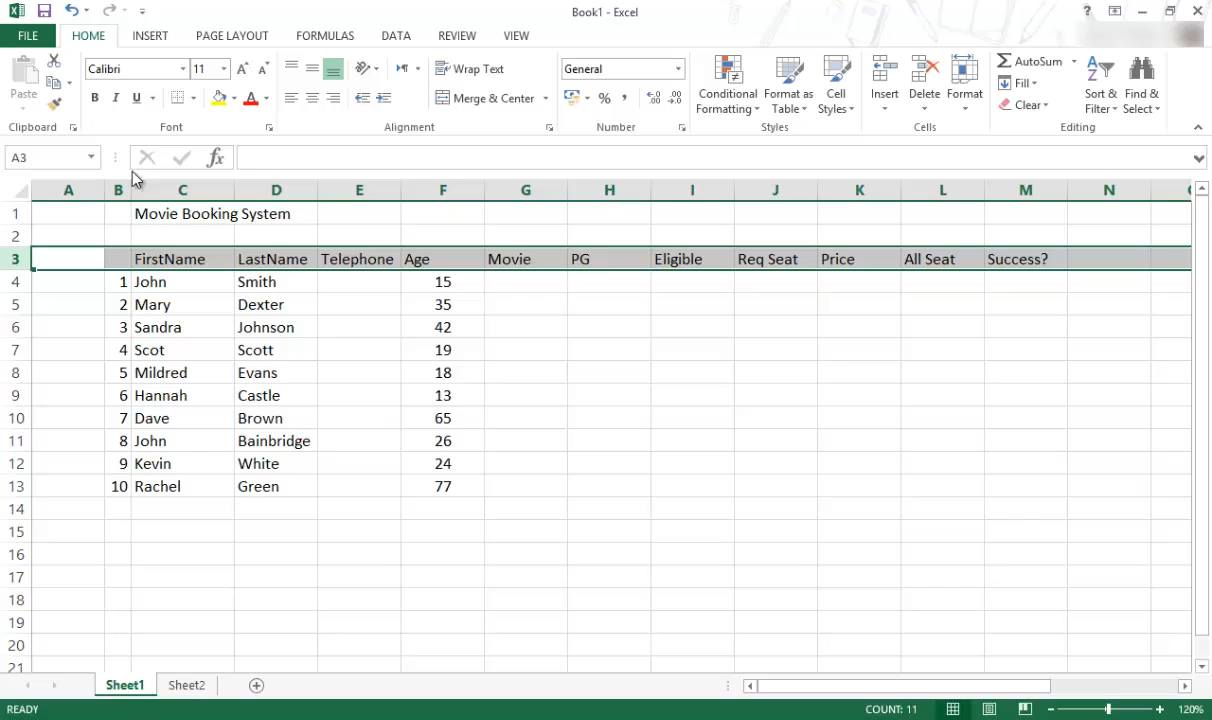 Book1 - Excel
?
FILE HOME INSERT PAGE LAYOUT FORMULAS DATA REVIEW VIEW
Paste Calibri 11 Wrap Text General Conditional Formatting Format as Table Cell Styles Insert Delete Format AutoSum Sort & Filter Find & Select
B I U Merge & Center % , Fill Clear
Clipboard Font Alignment Number Styles Cells Editing
A3 fx
A B C D E F G H I J K L M N
1 Movie Booking System
2
3 FirstName LastName Telephone Age Movie PG Eligible Req Seat Price All Seat Success?
4 1 John Smith 15
5 2 Mary Dexter 35
6 3 Sandra Johnson 42
7 4 Scot Scott 19
8 5 Mildred Evans 18
9 6 Hannah Castle 13
10 7 Dave Brown 65
11 8 John Bainbridge 26
12 9 Kevin White 24
13 10 Rachel Green 77
14
15
16
17
18
19
20
21
Sheet1 Sheet2
READY COUNT: 11 120%